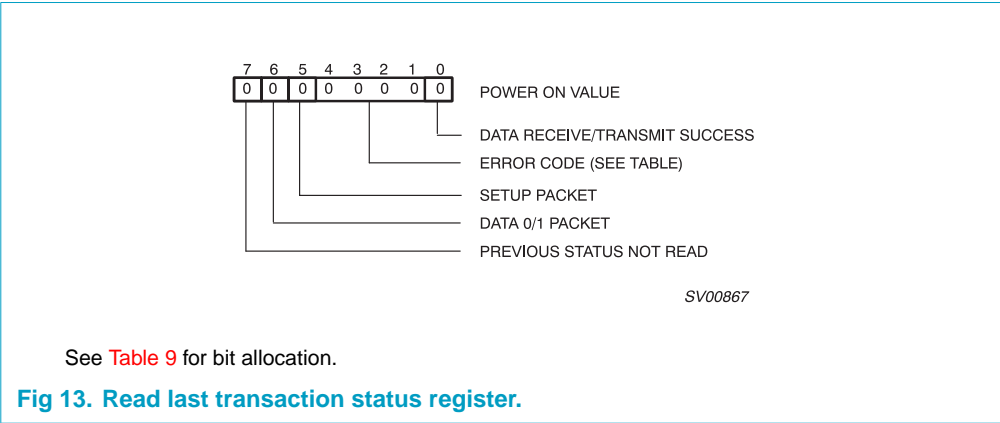 7 6 5 4 3 2 1 0
0 0 0 0 0 0 0 0 POWER ON VALUE
DATA RECEIVE/TRANSMIT SUCCESS
ERROR CODE (SEE TABLE)
SETUP PACKET
DATA 0/1 PACKET
PREVIOUS STATUS NOT READ
SV00867
See Table 9 for bit allocation.
Fig 13. Read last transaction status register.